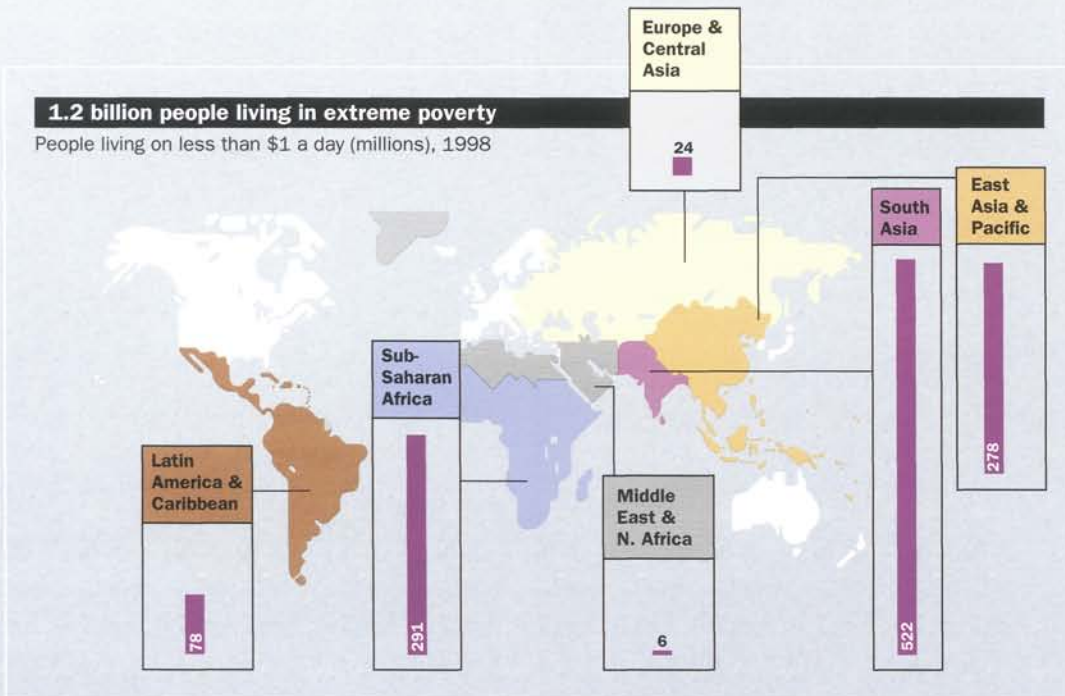 1.2 billion people living in extreme poverty
People living on less than $1 a day (millions), 1998
Europe &
Central
Asia
24
East
Asia &
Pacific
278
South
Asia
522
Sub-
Saharan
Africa
291
Latin
America &
Caribbean
78
Middle
East &
N. Africa
6